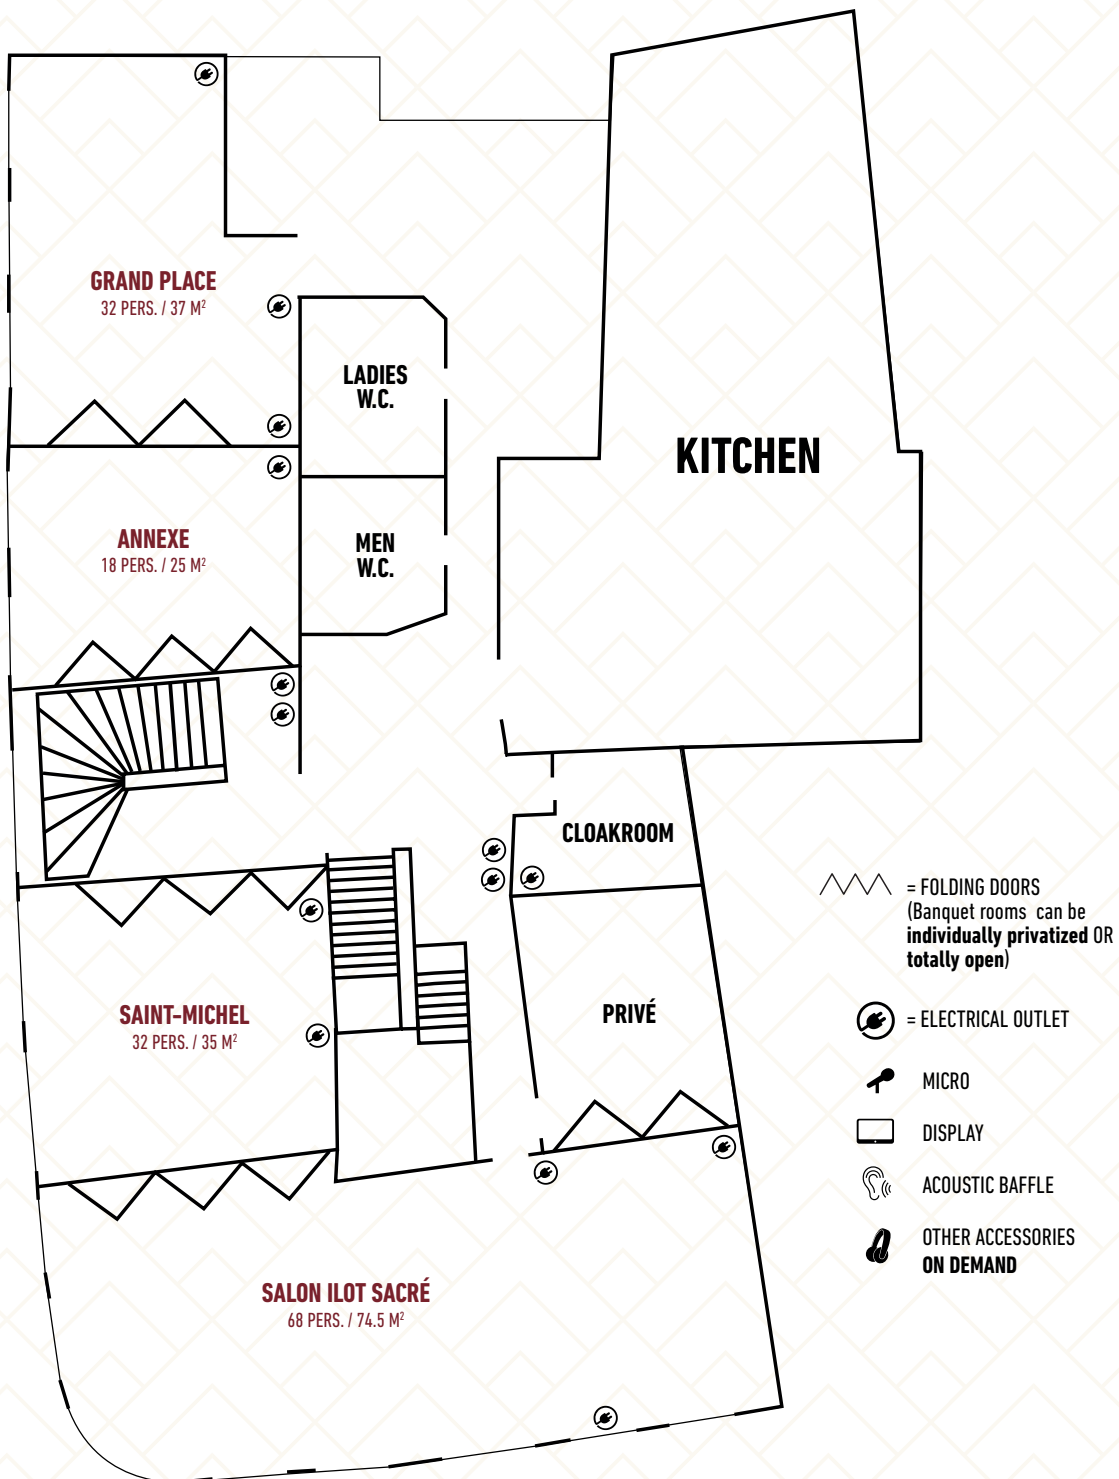 GRAND PLACE
32 PERS. / 37 M²
LADIES
W.C.
KITCHEN
ANNEXE
18 PERS. / 25 M²
MEN
W.C.
CLOAKROOM
= FOLDING DOORS
(Banquet rooms can be
individually privatized OR
totally open)
SAINT-MICHEL
32 PERS. / 35 M²
PRIVÉ
= ELECTRICAL OUTLET
MICRO
DISPLAY
ACOUSTIC BAFFLE
OTHER ACCESSORIES
ON DEMAND
SALON ILOT SACRÉ
68 PERS. / 74.5 M²